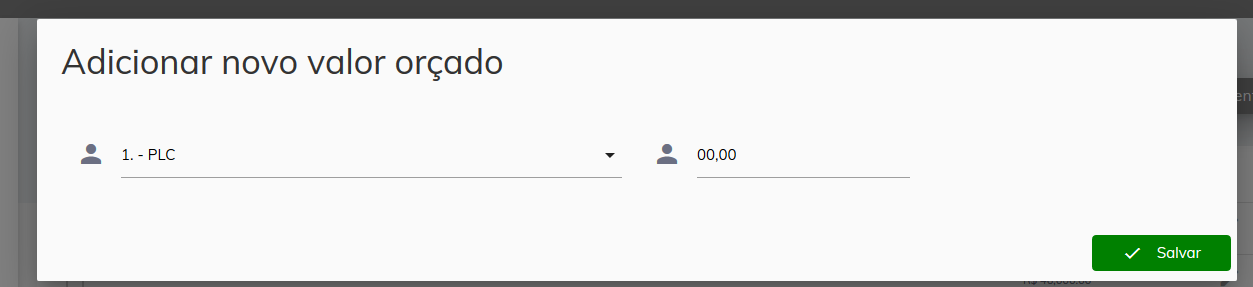 Adicionar novo valor orçado
1. - PLC
00,00
Salvar